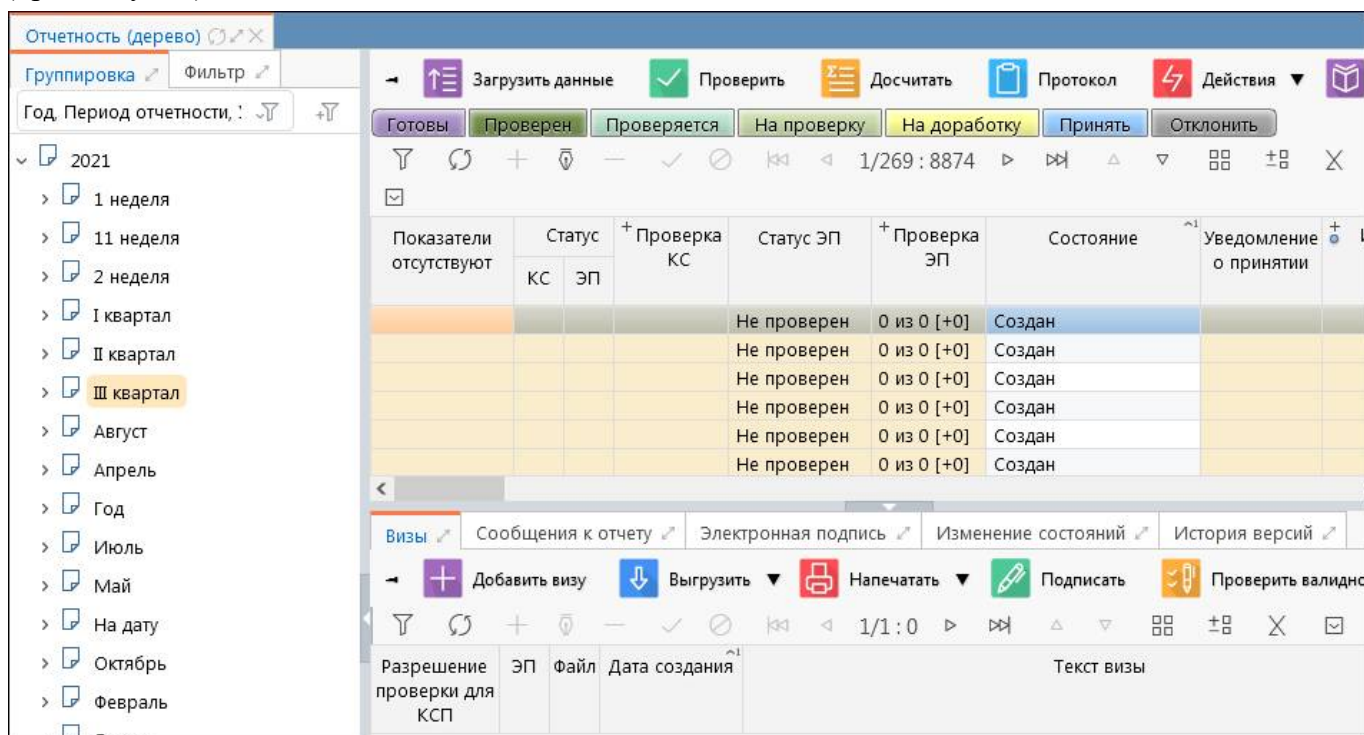 Отчетность (дерево)
Группировка Фильтр
Год, Период отчетности,
2021
1 неделя
11 неделя
2 неделя
I квартал
II квартал
III квартал
Август
Апрель
Год
Июль
Май
На дату
Октябрь
Февраль
Загрузить данные Проверить Досчитать Протокол Действия
Готовы Проверен Проверяется На проверку На доработку Принять Отклонить
1/269 : 8874
Показатели отсутствуют Статус КС ЭП + Проверка КС Статус ЭП + Проверка ЭП Состояние 1 Уведомление о принятии
Не проверен 0 из 0 [+0] Создан
Не проверен 0 из 0 [+0] Создан
Не проверен 0 из 0 [+0] Создан
Не проверен 0 из 0 [+0] Создан
Не проверен 0 из 0 [+0] Создан
Не проверен 0 из 0 [+0] Создан
Визы Сообщения к отчету Электронная подпись Изменение состояний История версий
Добавить визу Выгрузить Напечатать Подписать Проверить
1/1 : 0
Разрешение проверки для КСП ЭП Файл Дата создания 1 Текст визы